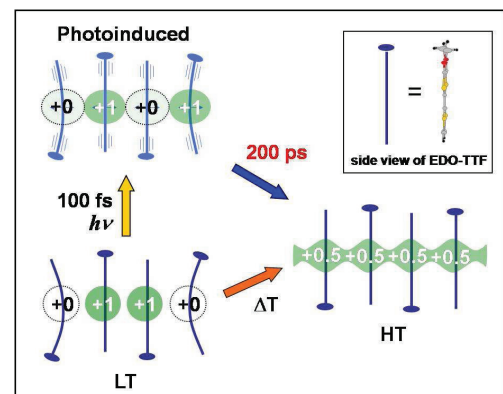 Photoinduced
+0 +1 +0 +1
=
side view of EDO-TTF
200 ps
100 fs
hν
+0.5 +0.5 +0.5 +0.5
+0 +1 +1 +0
ΔT
HT
LT